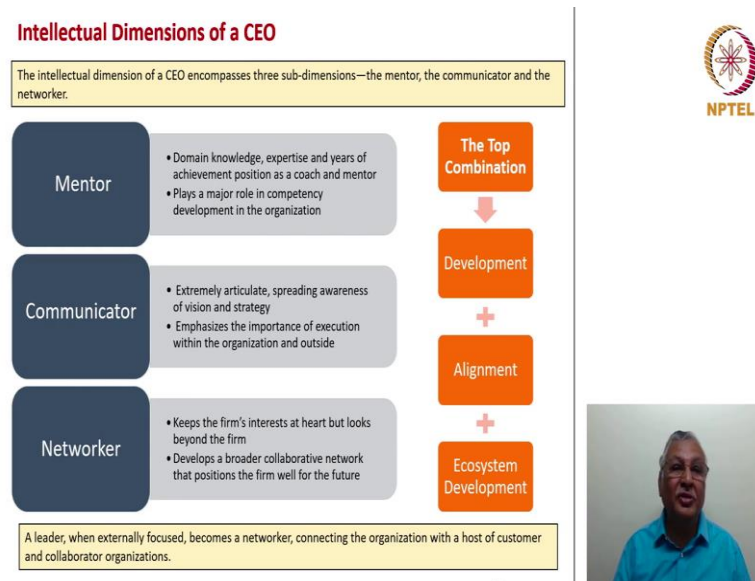 Intellectual Dimensions of a CEO
The intellectual dimension of a CEO encompasses three sub-dimensions—the mentor, the communicator and the
networker.
Mentor
• Domain knowledge, expertise and years of
achievement position as a coach and mentor
• Plays a major role in competency
development in the organization
Communicator
• Extremely articulate, spreading awareness
of vision and strategy
• Emphasizes the importance of execution
within the organization and outside
Networker
• Keeps the firm's interests at heart but looks
beyond the firm
• Develops a broader collaborative network
that positions the firm well for the future
The Top
Combination
Development
+
Alignment
+
Ecosystem
Development
A leader, when externally focused, becomes a networker, connecting the organization with a host of customer
and collaborator organizations.
NPTEL